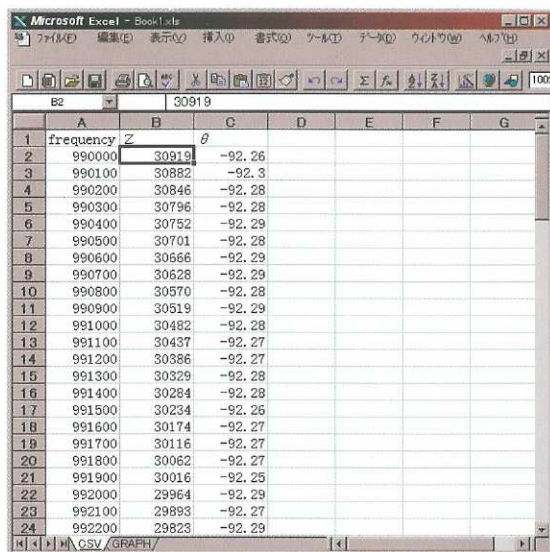 Microsoft Excel - Book1.xls
ファイル(F) 編集(E) 表示(V) 挿入(I) 書式(O) ツール(T) データ(D) ウィンドウ(W) ヘルプ(H)
100
B2 30919
A B C D E F G
1 frequency Z θ
2 990000 30919 -92.26
3 990100 30882 -92.3
4 990200 30846 -92.28
5 990300 30796 -92.28
6 990400 30752 -92.29
7 990500 30701 -92.28
8 990600 30666 -92.29
9 990700 30628 -92.29
10 990800 30570 -92.28
11 990900 30519 -92.29
12 991000 30482 -92.28
13 991100 30437 -92.27
14 991200 30386 -92.27
15 991300 30329 -92.28
16 991400 30284 -92.28
17 991500 30234 -92.26
18 991600 30174 -92.27
19 991700 30116 -92.27
20 991800 30062 -92.27
21 991900 30016 -92.25
22 992000 29964 -92.29
23 992100 29893 -92.27
24 992200 29823 -92.29
CSV GRAPH